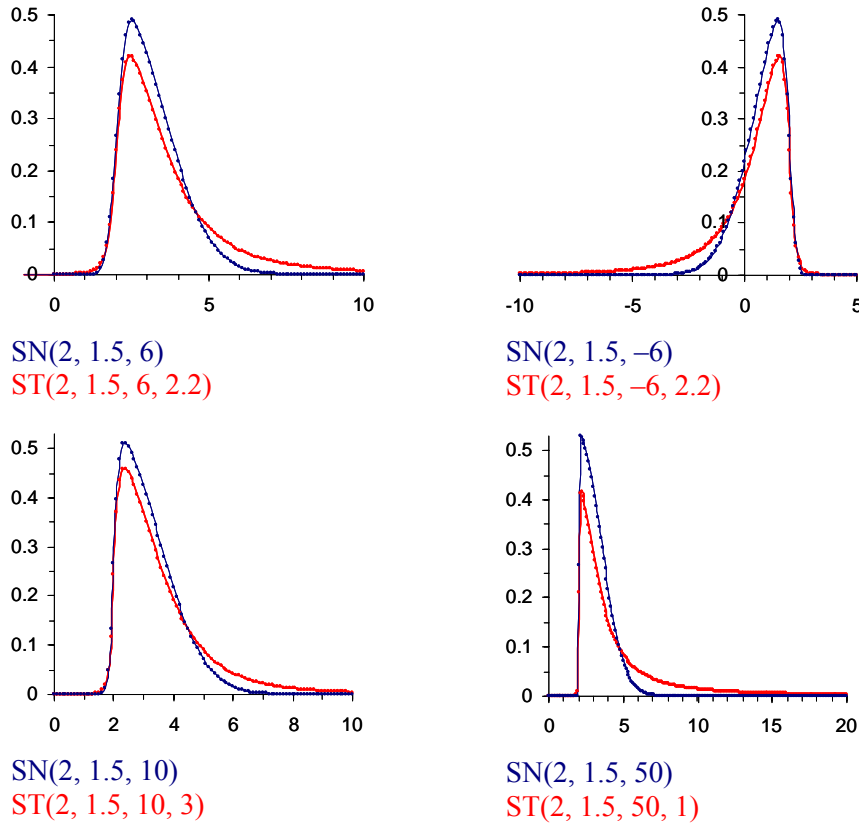 0.5
0.4
0.3
0.2
0.1
0
0 5 10
SN(2, 1.5, 6)
ST(2, 1.5, 6, 2.2)
0.5
0.4
0.3
0.2
0.1
0
-10 -5 0 5
SN(2, 1.5, –6)
ST(2, 1.5, –6, 2.2)
0.5
0.4
0.3
0.2
0.1
0
0 2 4 6 8 10
SN(2, 1.5, 10)
ST(2, 1.5, 10, 3)
0.5
0.4
0.3
0.2
0.1
0
0 5 10 15 20
SN(2, 1.5, 50)
ST(2, 1.5, 50, 1)